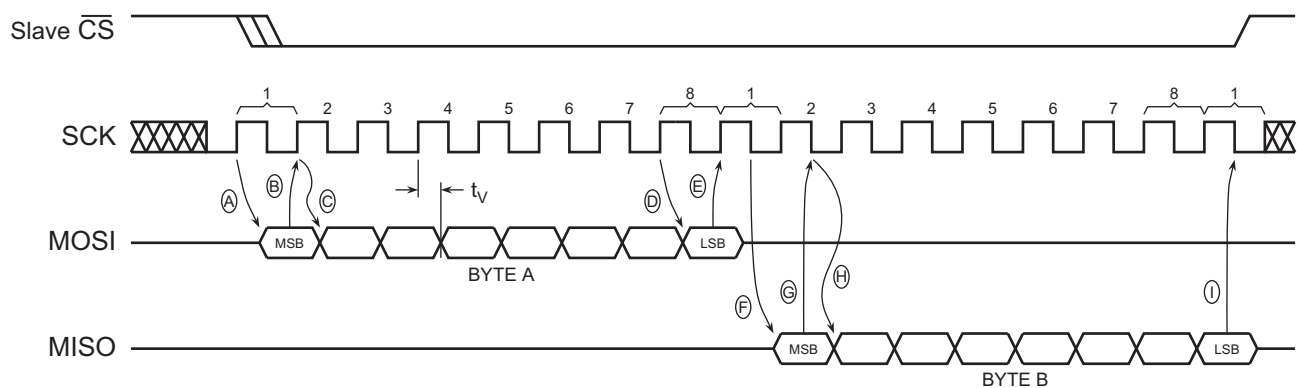 Slave CS
1 2 3 4 5 6 7 8 1 2 3 4 5 6 7 8 1
SCK
A B C tV D E
MOSI MSB LSB
BYTE A
F G H I
MISO MSB LSB
BYTE B